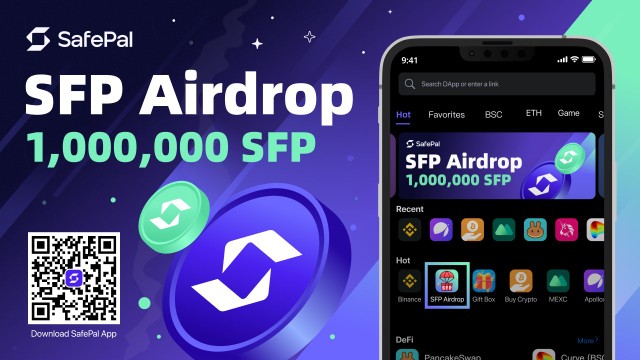 SafePal
SFP Airdrop
1,000,000 SFP
Download SafePal App
9:41
Search DApp or enter a link
Hot Favorites BSC ETH Game S
SafePal
SFP Airdrop
1,000,000 SFP
Recent
Hot
Binance SFP Airdrop Gift Box Buy Crypto MEXC Apollo
DeFi More
PancakeSwap Curve (BSC